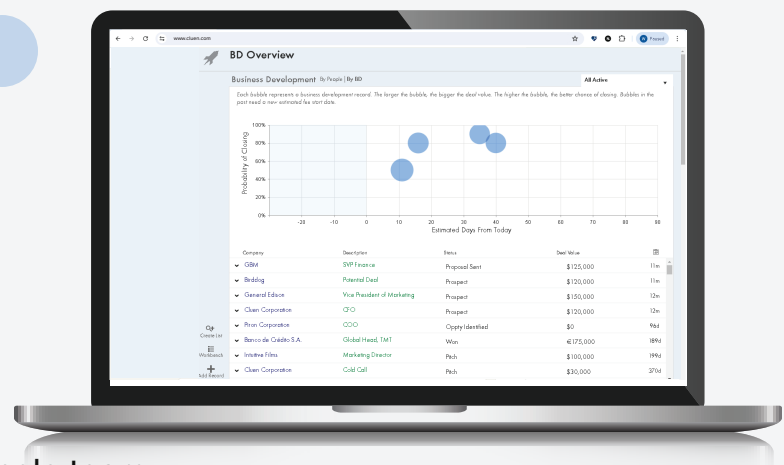 www.cluen.com
Paused
BD Overview
Business Development By People | By BD
All Active
Each bubble represents a business development record. The larger the bubble, the bigger the deal value. The higher the bubble, the better chance of closing. Bubbles in the
past need a new estimated fee start date.
Probability of Closing
100%
80%
60%
40%
20%
0%
-20 -10 0 10 20 30 40 50 60 70 80 90
Estimated Days From Today
Company Description Status Deal Value
GBM SVP Finance Proposal Sent $125,000 11m
Birddog Potential Deal Prospect $120,000 11m
General Edison Vice President of Marketing Prospect $150,000 12m
Cluen Corporation CFO Prospect $120,000 12m
Piron Corporation COO Oppty Identified $0 96d
Banco de Crédito S.A. Global Head, TMT Won €175,000 189d
Intuitive Films Marketing Director Pitch $100,000 199d
Cluen Corporation Cold Call Pitch $30,000 370d
Create List
Workbench
Add Record